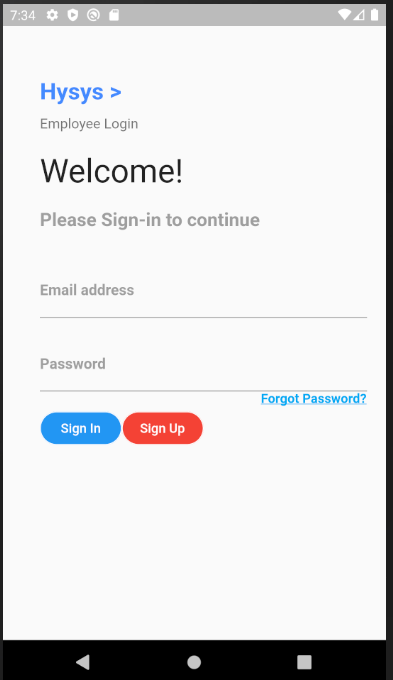 7:34
Hysys >
Employee Login
Welcome!
Please Sign-in to continue
Email address
Password
Forgot Password?
Sign In Sign Up